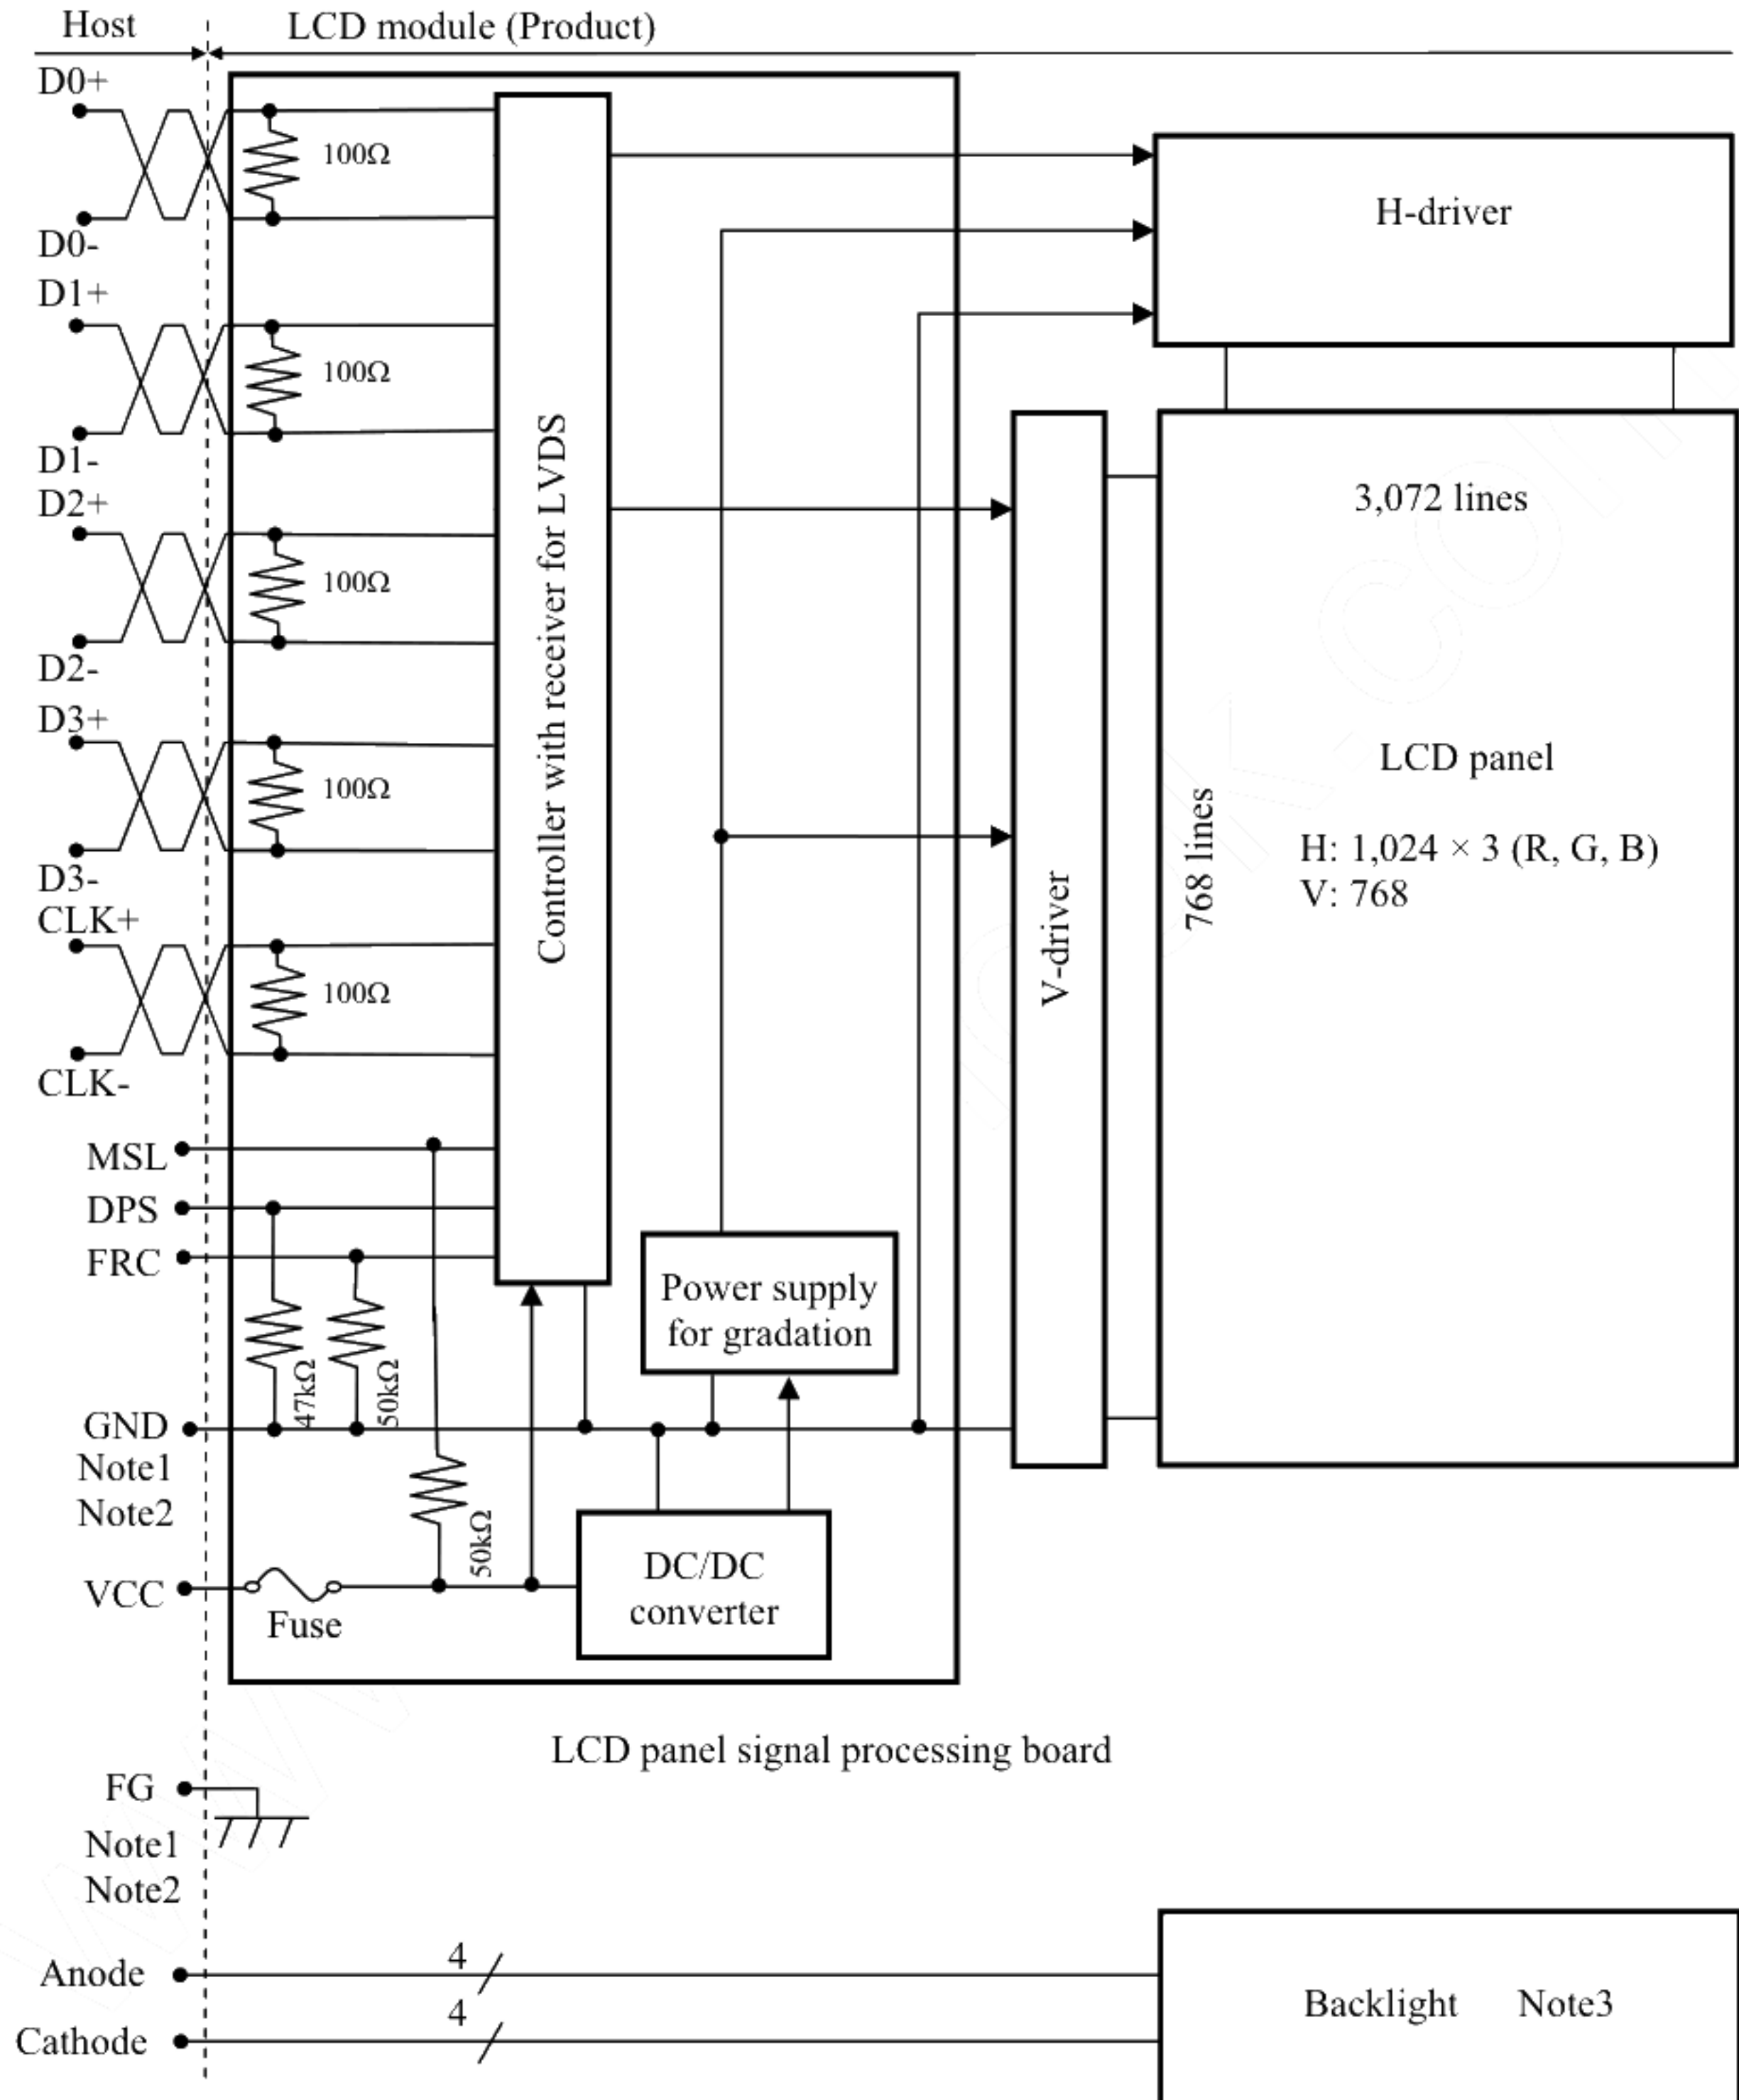 Host
LCD module (Product)
D0+
100Ω
D0-
H-driver
D1+
100Ω
D1-
D2+
100Ω
D2-
D3+
100Ω
D3-
CLK+
100Ω
CLK-
Controller with receiver for LVDS
V-driver
3,072 lines
768 lines
LCD panel
H: 1,024 × 3 (R, G, B)
V: 768
MSL
DPS
FRC
Power supply
for gradation
47kΩ
50kΩ
GND
Note1
Note2
50kΩ
VCC
Fuse
DC/DC
converter
LCD panel signal processing board
FG
Note1
Note2
Anode
4
Cathode
4
Backlight Note3